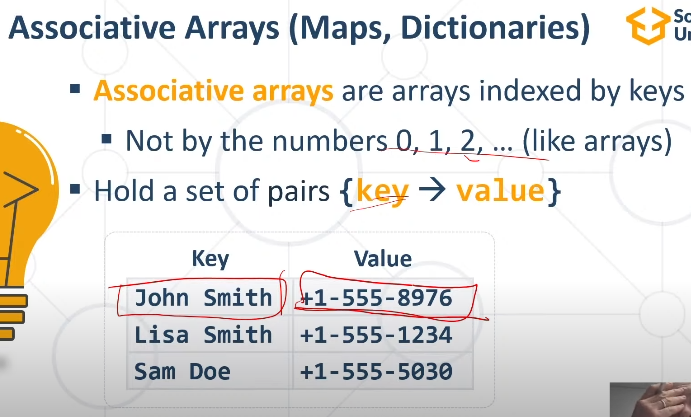 Associative Arrays (Maps, Dictionaries)
Associative arrays are arrays indexed by keys
Not by the numbers 0, 1, 2, ... (like arrays)
Hold a set of pairs {key → value}
Key Value
John Smith +1-555-8976
Lisa Smith +1-555-1234
Sam Doe +1-555-5030